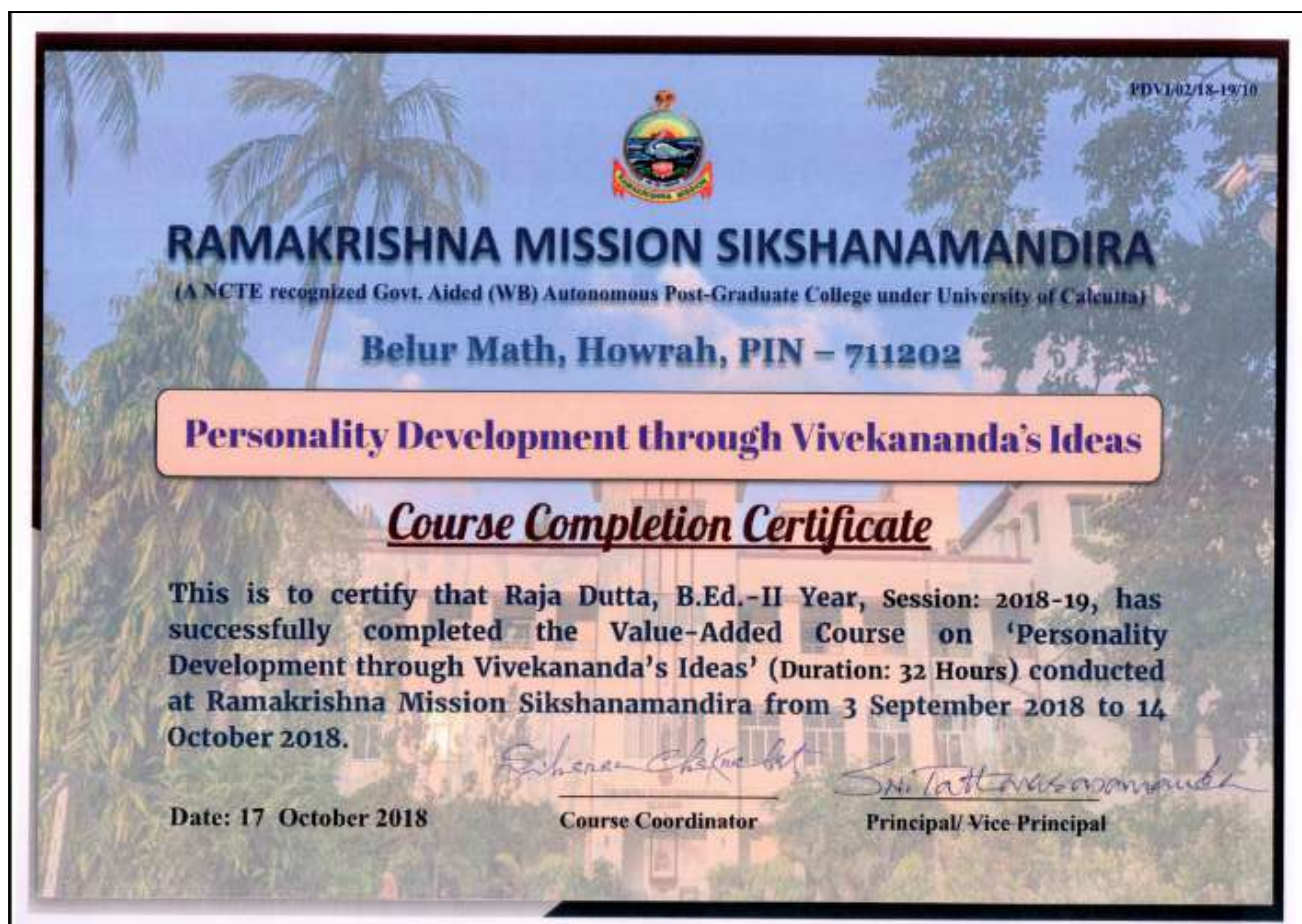 PDVI/02/18-19/10
RAMAKRISHNA MISSION
RAMAKRISHNA MISSION SIKSHANAMANDIRA
(A NCTE recognized Govt. Aided (WB) Autonomous Post-Graduate College under University of Calcutta)
Belur Math, Howrah, PIN – 711202
Personality Development through Vivekananda's Ideas
Course Completion Certificate
This is to certify that Raja Dutta, B.Ed.-II Year, Session: 2018-19, has
successfully completed the Value-Added Course on ‘Personality
Development through Vivekananda's Ideas’ (Duration: 32 Hours) conducted
at Ramakrishna Mission Sikshanamandira from 3 September 2018 to 14
October 2018.
Date: 17 October 2018
Course Coordinator
Principal/ Vice Principal